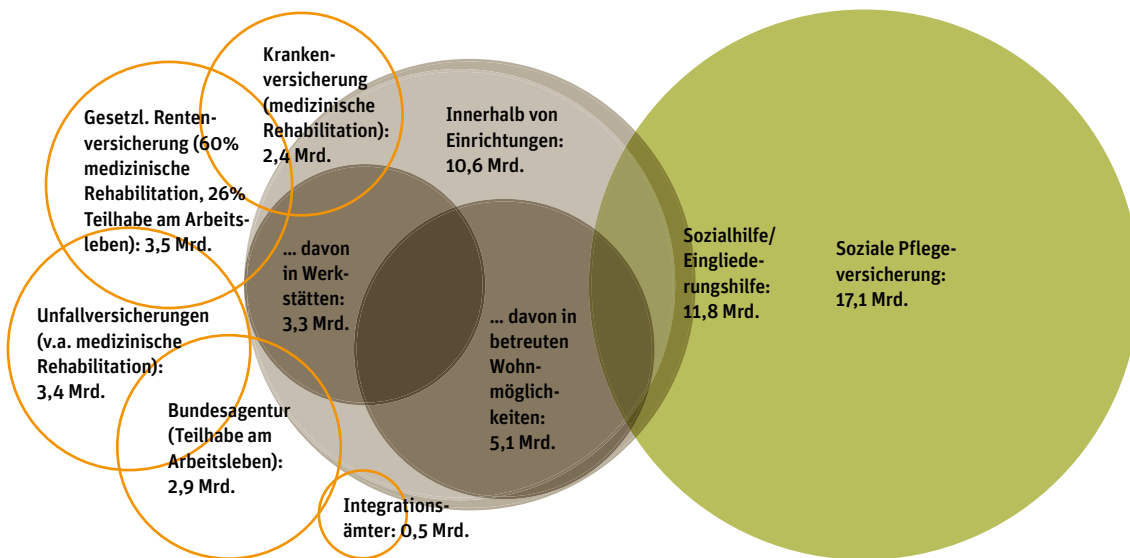 Kranken-
versicherung
(medizinische
Rehabilitation):
2,4 Mrd.
Gesetzl. Renten-
versicherung (60%
medizinische
Rehabilitation, 26%
Teilhabe am Arbeits-
leben): 3,5 Mrd.
Innerhalb von
Einrichtungen:
10,6 Mrd.
... davon
in Werk-
stätten:
3,3 Mrd.
Sozialhilfe/
Eingliede-
rungshilfe:
11,8 Mrd.
Soziale Pflege-
versicherung:
17,1 Mrd.
Unfallversicherungen
(v.a. medizinische
Rehabilitation):
3,4 Mrd.
... davon in
betreuten
Wohn-
möglich-
keiten:
5,1 Mrd.
Bundesagentur
(Teilhabe am
Arbeitsleben):
2,9 Mrd.
Integrations-
ämter: 0,5 Mrd.